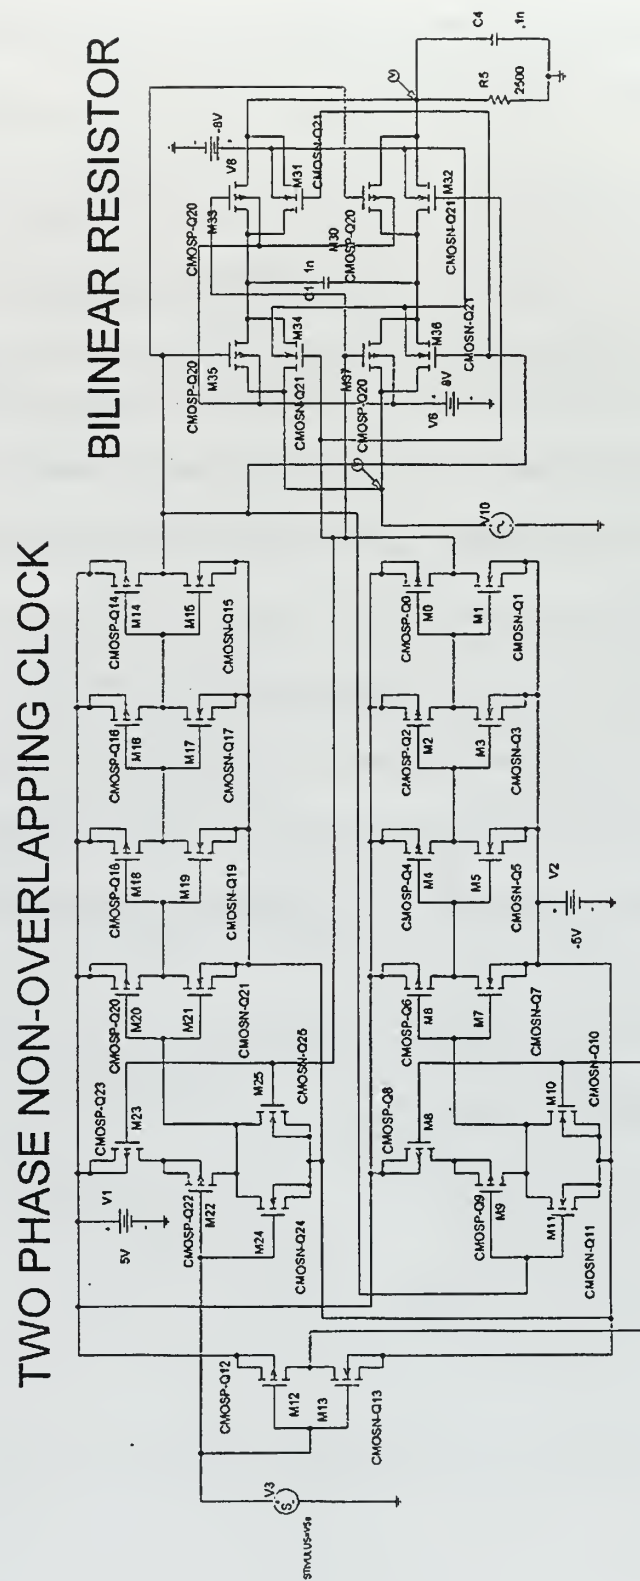 TWO PHASE NON-OVERLAPPING CLOCK
BILINEAR RESISTOR
V3
CMOSP-Q12
M12
M13
CMOSN-Q13
V1
5V
CMOSP-Q23
M23
CMOSP-Q22
M22
M24
CMOSN-Q24
M25
CMOSN-Q25
CMOSP-Q20
M20
M21
CMOSN-Q21
CMOSP-Q18
M18
M19
CMOSN-Q19
CMOSP-Q16
M16
M17
CMOSN-Q17
CMOSP-Q14
M14
M15
CMOSN-Q15
CMOSP-Q8
M8
CMOSP-Q9
M9
M11
CMOSN-Q11
M10
CMOSN-Q10
CMOSP-Q6
M6
M7
CMOSN-Q7
CMOSP-Q4
M4
M5
CMOSN-Q5
V2
-5V
CMOSP-Q2
M2
M3
CMOSN-Q3
CMOSP-Q0
M0
M1
CMOSN-Q1
V10
V
CMOSP-Q20
M35
M34
CMOSN-Q21
M37
CMOSP-Q20
M36
CMOSN-Q21
V6
8V
C1
1n
CMOSP-Q20
M33
V8
-8V
M31
CMOSN-Q21
M30
CMOSP-Q20
M32
CMOSN-Q21
V
R5
2500
C4
.1n